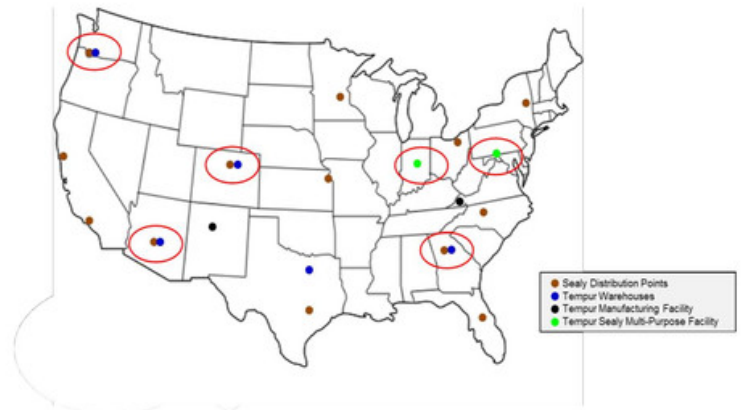 Sealy Distribution Points
Tempur Warehouses
Tempur Manufacturing Facility
Tempur Sealy Multi-Purpose Facility